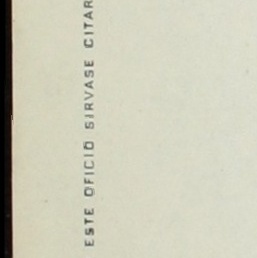 ESTE OFICIO SIRVASE CITAR